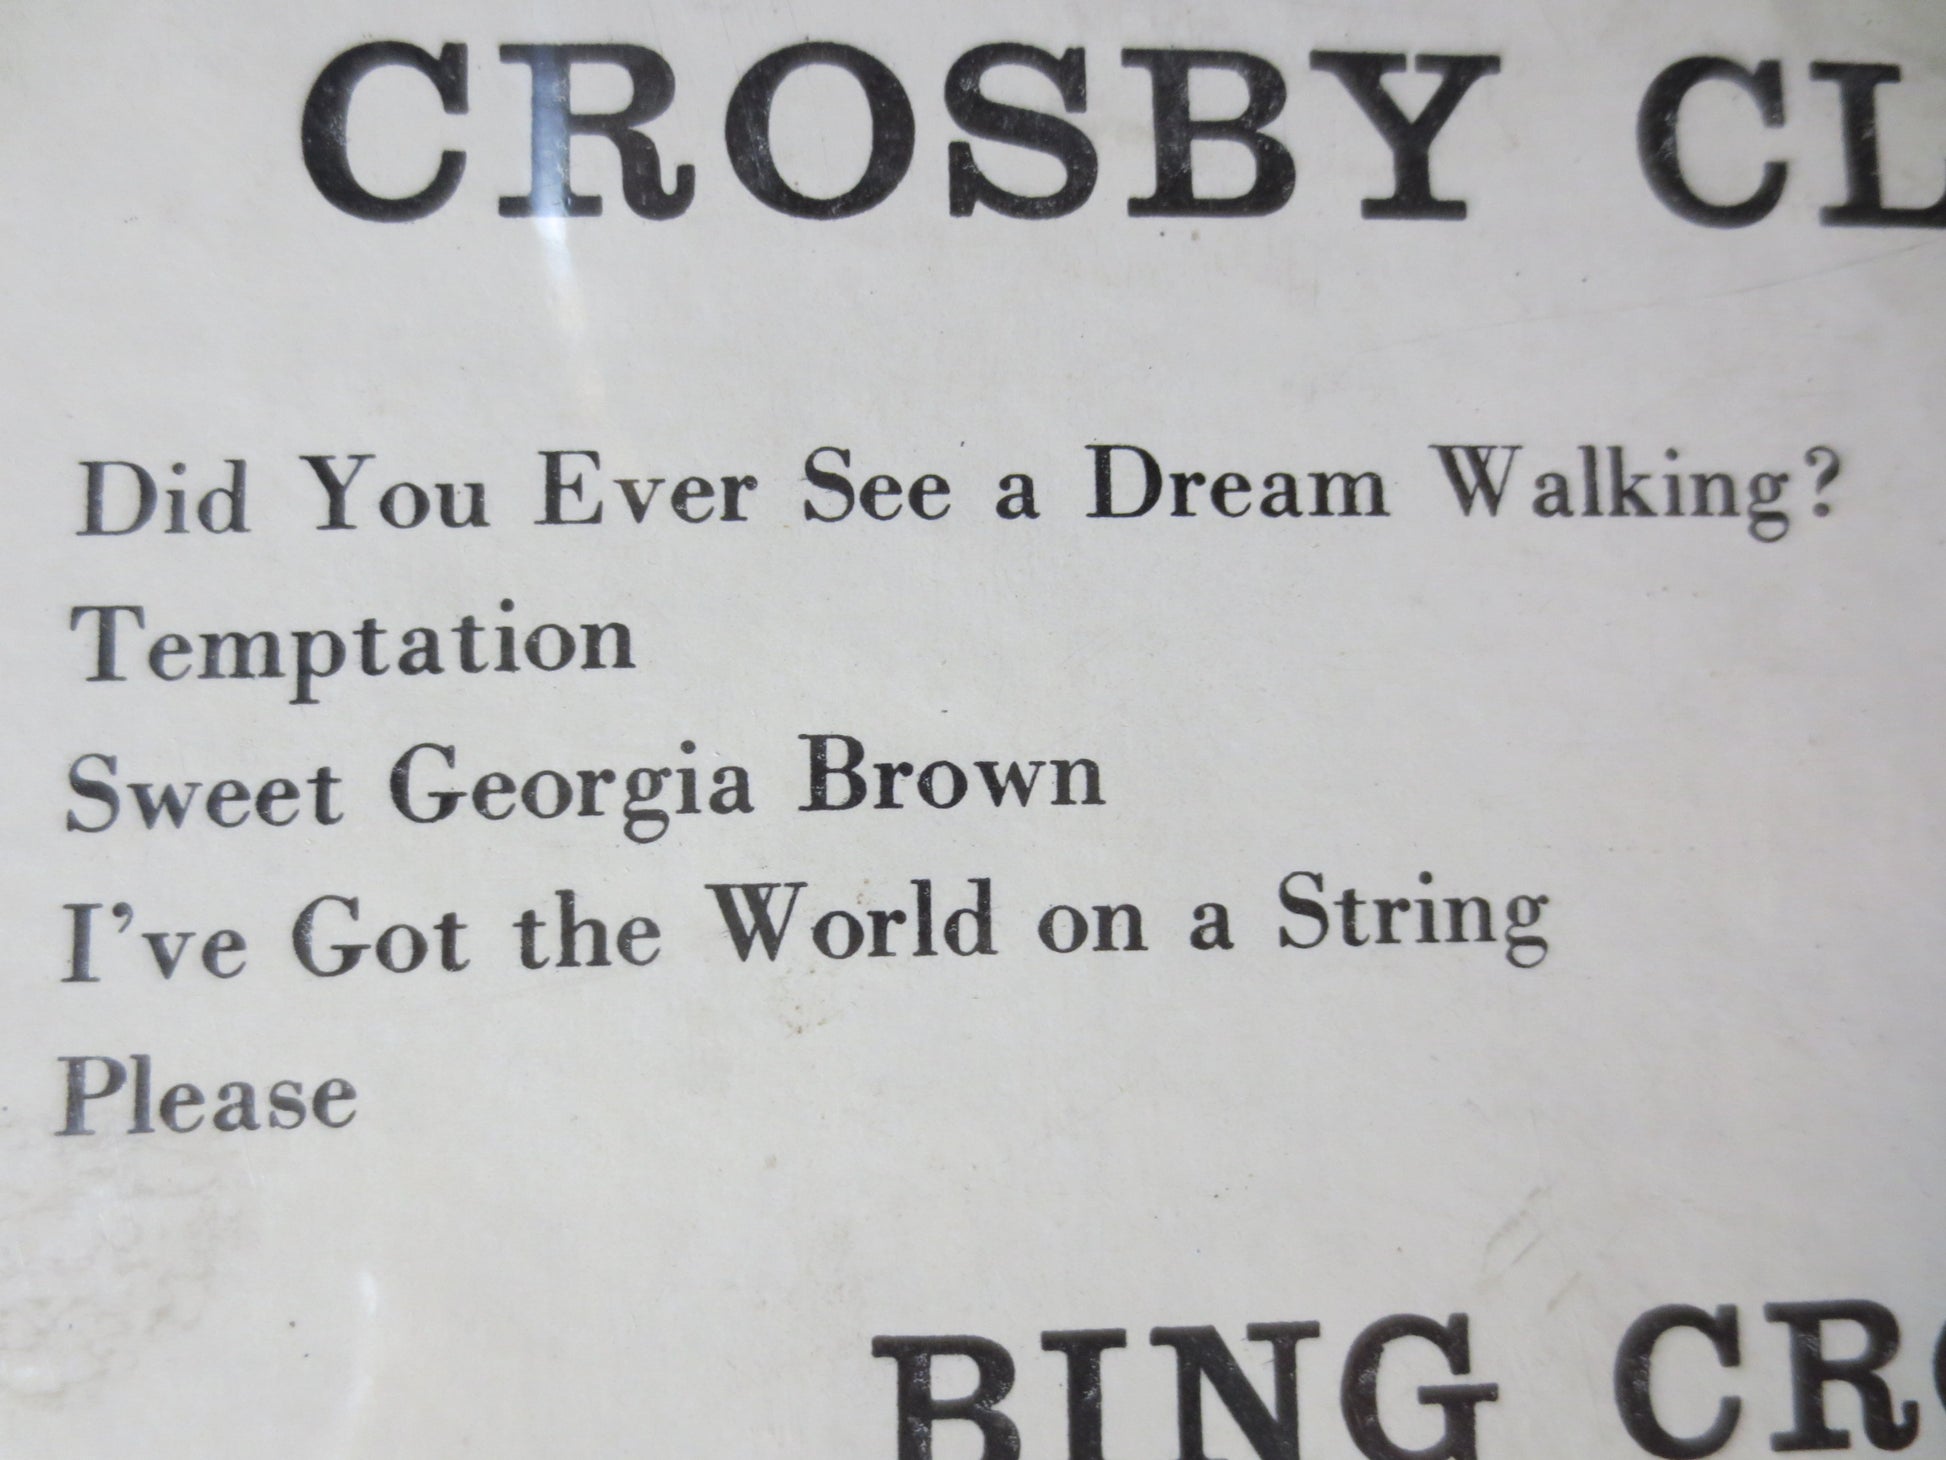 CROSBY CL
Did You Ever See a Dream Walking?
Temptation
Sweet Georgia Brown
I've Got the World on a String
Please
BING CR